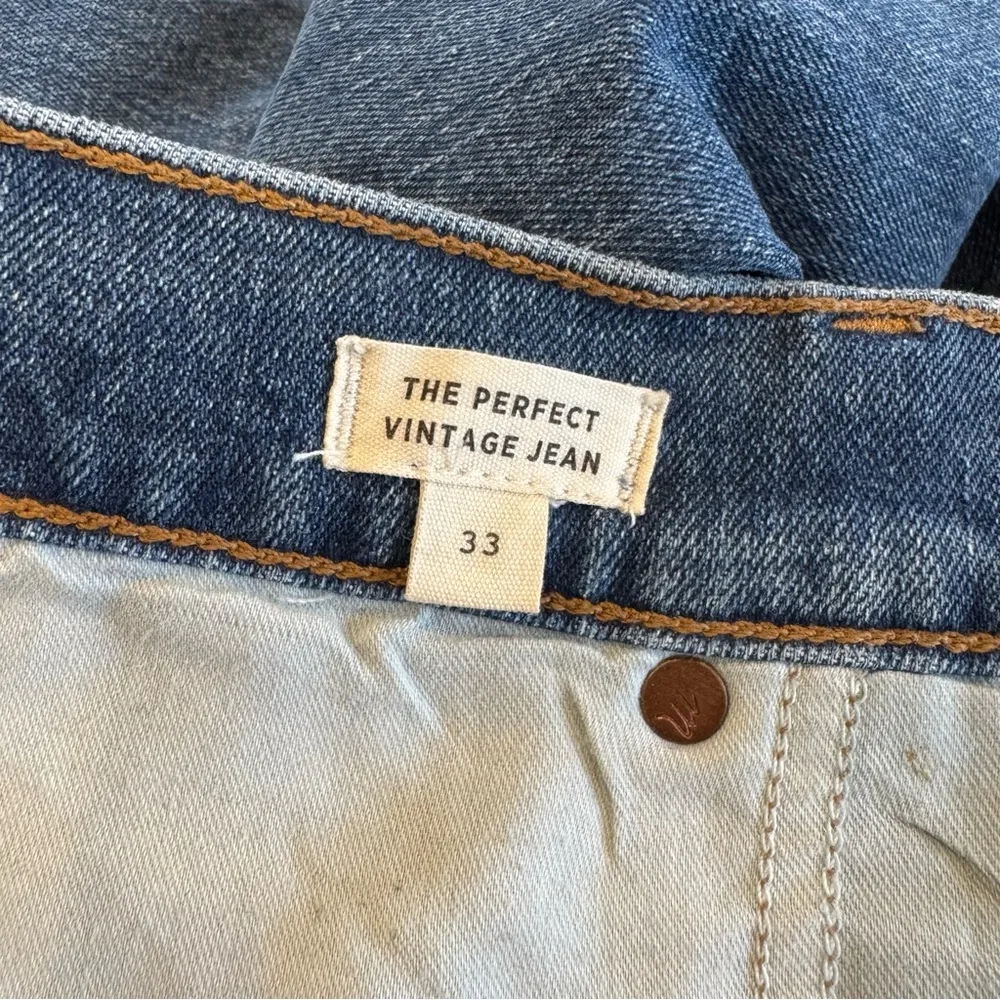 THE PERFECT
VINTAGE JEAN
33